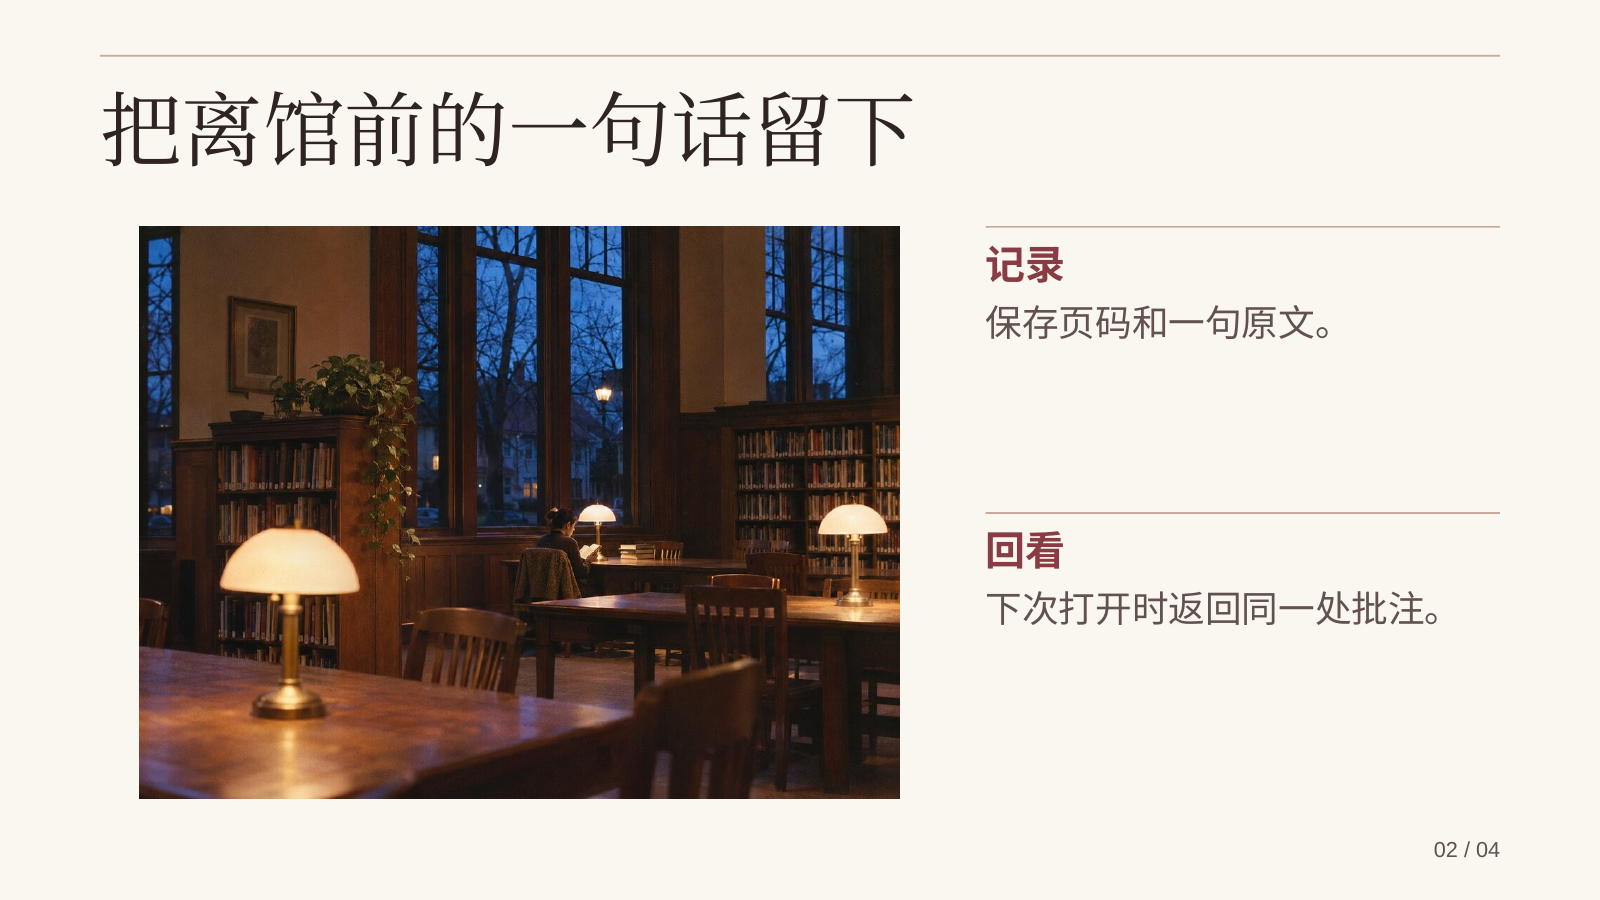 把离馆前的一句话留下
记录
保存页码和一句原文。
回看
下次打开时返回同一处批注。
02 / 04